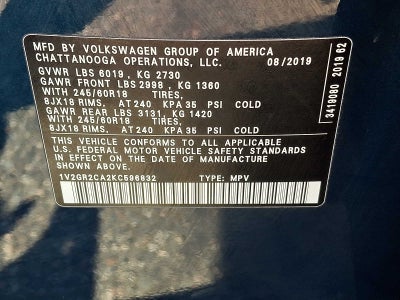 MFD BY VOLKSWAGEN GROUP OF AMERICA
CHATTANOOGA OPERATIONS, LLC. 08/2019
GVWR LBS 6019, KG 2730
GAWR FRONT LBS 2998, KG 1360
WITH 245/60R18 TIRES,
8JX18 RIMS, AT 240 KPA 35 PSI COLD
GAWR REAR LBS 3131, KG 1420
WITH 245/60R18 TIRES,
8JX18 RIMS, AT 240 KPA 35 PSI COLD
THIS VEHICLE CONFORMS TO ALL APPLICABLE
U.S. FEDERAL MOTOR VEHICLE SAFETY STANDARDS
IN EFFECT ON THE DATE OF MANUFACTURE
SHOWN ABOVE.
1V2GR2CA2KC596832 TYPE: MPV
3419080 2019 62